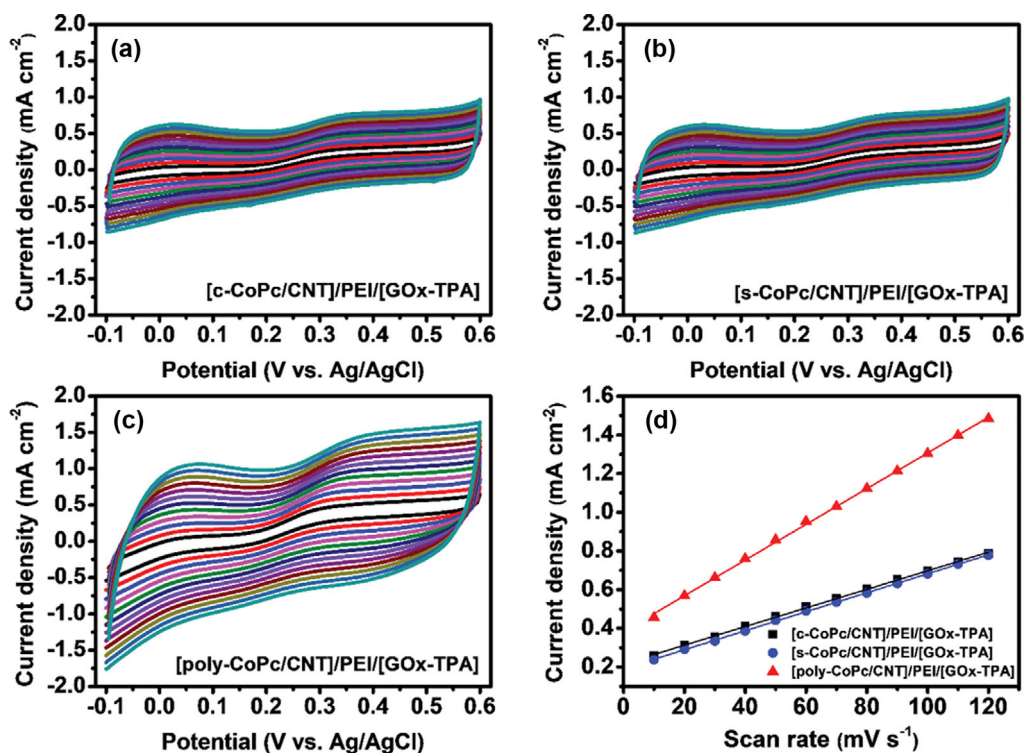 2.0
1.5
1.0
0.5
0.0
-0.5
-1.0
-1.5
-2.0
Current density (mA cm⁻²)
(a)
[c-CoPc/CNT]/PEI/[GOx-TPA]
-0.1 0.0 0.1 0.2 0.3 0.4 0.5 0.6
Potential (V vs. Ag/AgCl)
2.0
1.5
1.0
0.5
0.0
-0.5
-1.0
-1.5
-2.0
Current density (mA cm⁻²)
(b)
[s-CoPc/CNT]/PEI/[GOx-TPA]
-0.1 0.0 0.1 0.2 0.3 0.4 0.5 0.6
Potential (V vs. Ag/AgCl)
2.0
1.5
1.0
0.5
0.0
-0.5
-1.0
-1.5
-2.0
Current density (mA cm⁻²)
(c)
[poly-CoPc/CNT]/PEI/[GOx-TPA]
-0.1 0.0 0.1 0.2 0.3 0.4 0.5 0.6
Potential (V vs. Ag/AgCl)
1.6
1.4
1.2
1.0
0.8
0.6
0.4
0.2
Current density (mA cm⁻²)
(d)
[c-CoPc/CNT]/PEI/[GOx-TPA]
[s-CoPc/CNT]/PEI/[GOx-TPA]
[poly-CoPc/CNT]/PEI/[GOx-TPA]
20 40 60 80 100 120
Scan rate (mV s⁻¹)